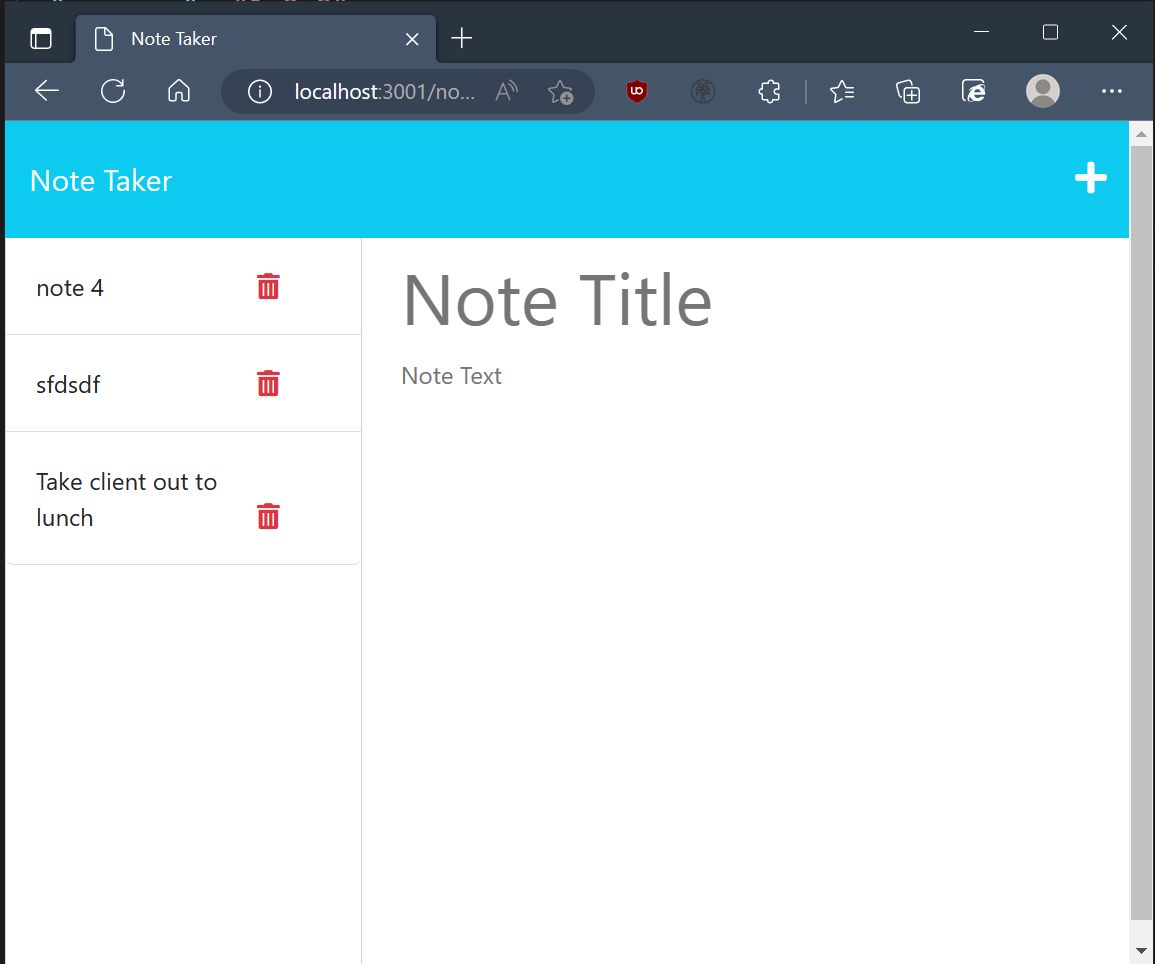 Note Taker
localhost:3001/no...
Note Taker
note 4
sfdsdf
Take client out to
lunch
Note Title
Note Text